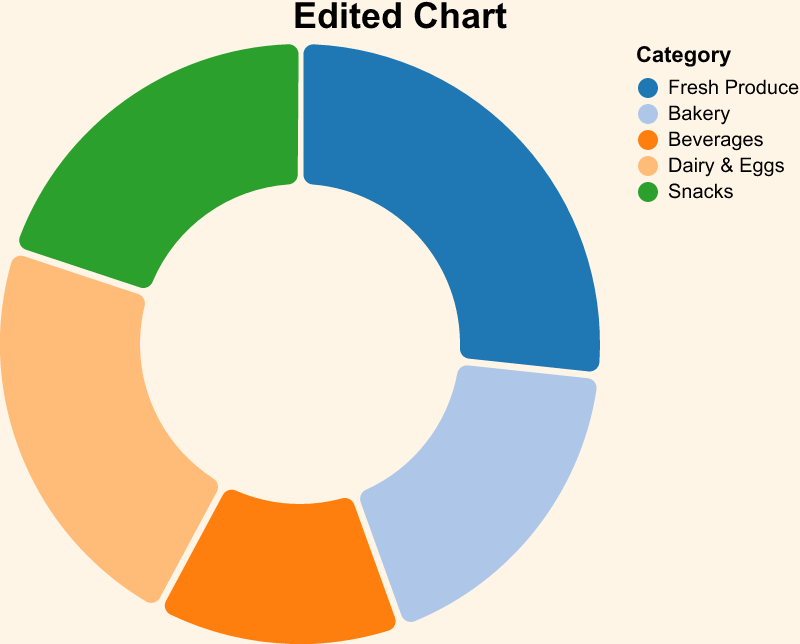 Edited Chart
Category
Fresh Produce
Bakery
Beverages
Dairy & Eggs
Snacks